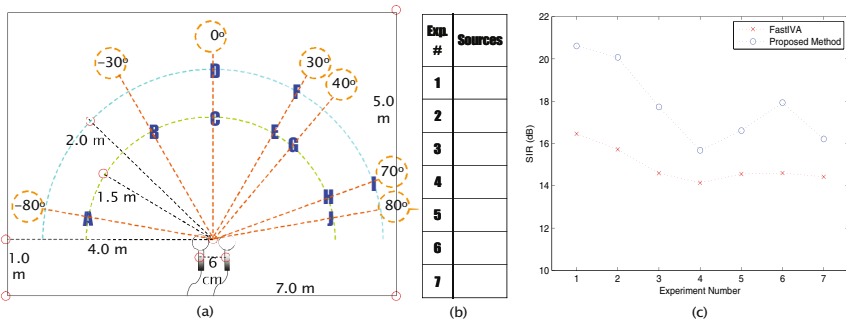 0°
-30°
30°
40°
D
F
5.0
m
2.0 m
B
C
E
G
1.5 m
70°
I
H
-80°
A
J
80°
4.0 m
1.0
m
6
cm
7.0 m
(a)
Exp.
#
Sources
1
2
3
4
5
6
7
(b)
22
20
18
16
14
12
10
SIR (dB)
FastIVA
Proposed Method
1 2 3 4 5 6 7
Experiment Number
(c)